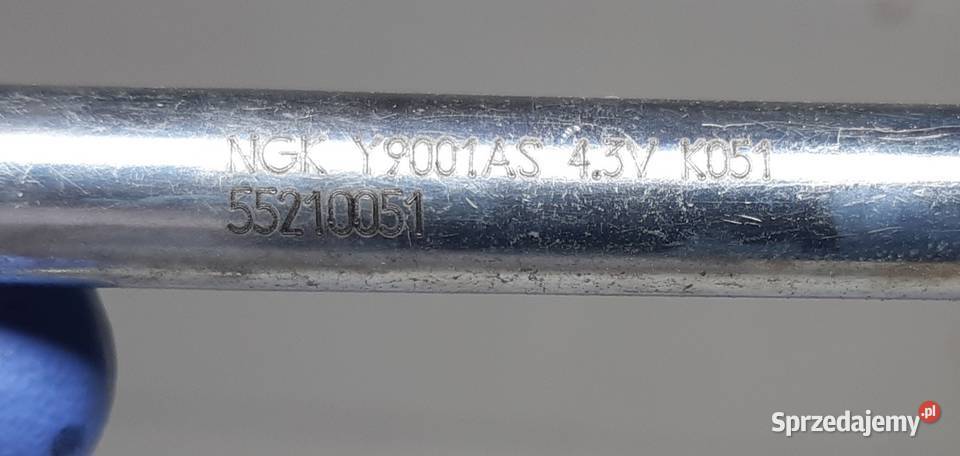 NGK Y9001AS 4.3V K051
55210051
Sprzedajemy.pl